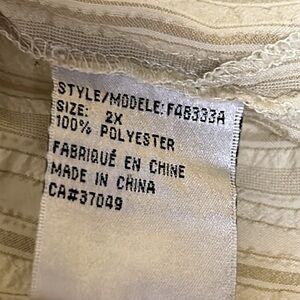 STYLE/MODELE: F46333A
SIZE: 2X
100% POLYESTER
FABRIQUÉ EN CHINE
MADE IN CHINA
CA#37049